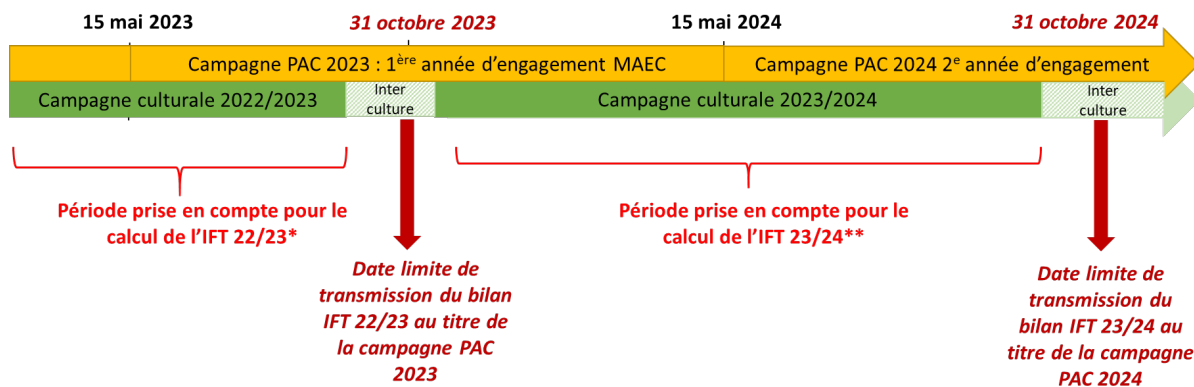 15 mai 2023
31 octobre 2023
15 mai 2024
31 octobre 2024
Campagne PAC 2023 : 1ère année d'engagement MAEC
Campagne PAC 2024 2e année d'engagement
Campagne culturale 2022/2023
Inter
culture
Campagne culturale 2023/2024
Inter
culture
Période prise en compte pour le
calcul de l'IFT 22/23*
Période prise en compte pour le
calcul de l'IFT 23/24**
Date limite de
transmission du bilan
IFT 22/23 au titre de
la campagne PAC
2023
Date limite de
transmission du
bilan IFT 23/24 au
titre de la campagne
PAC 2024